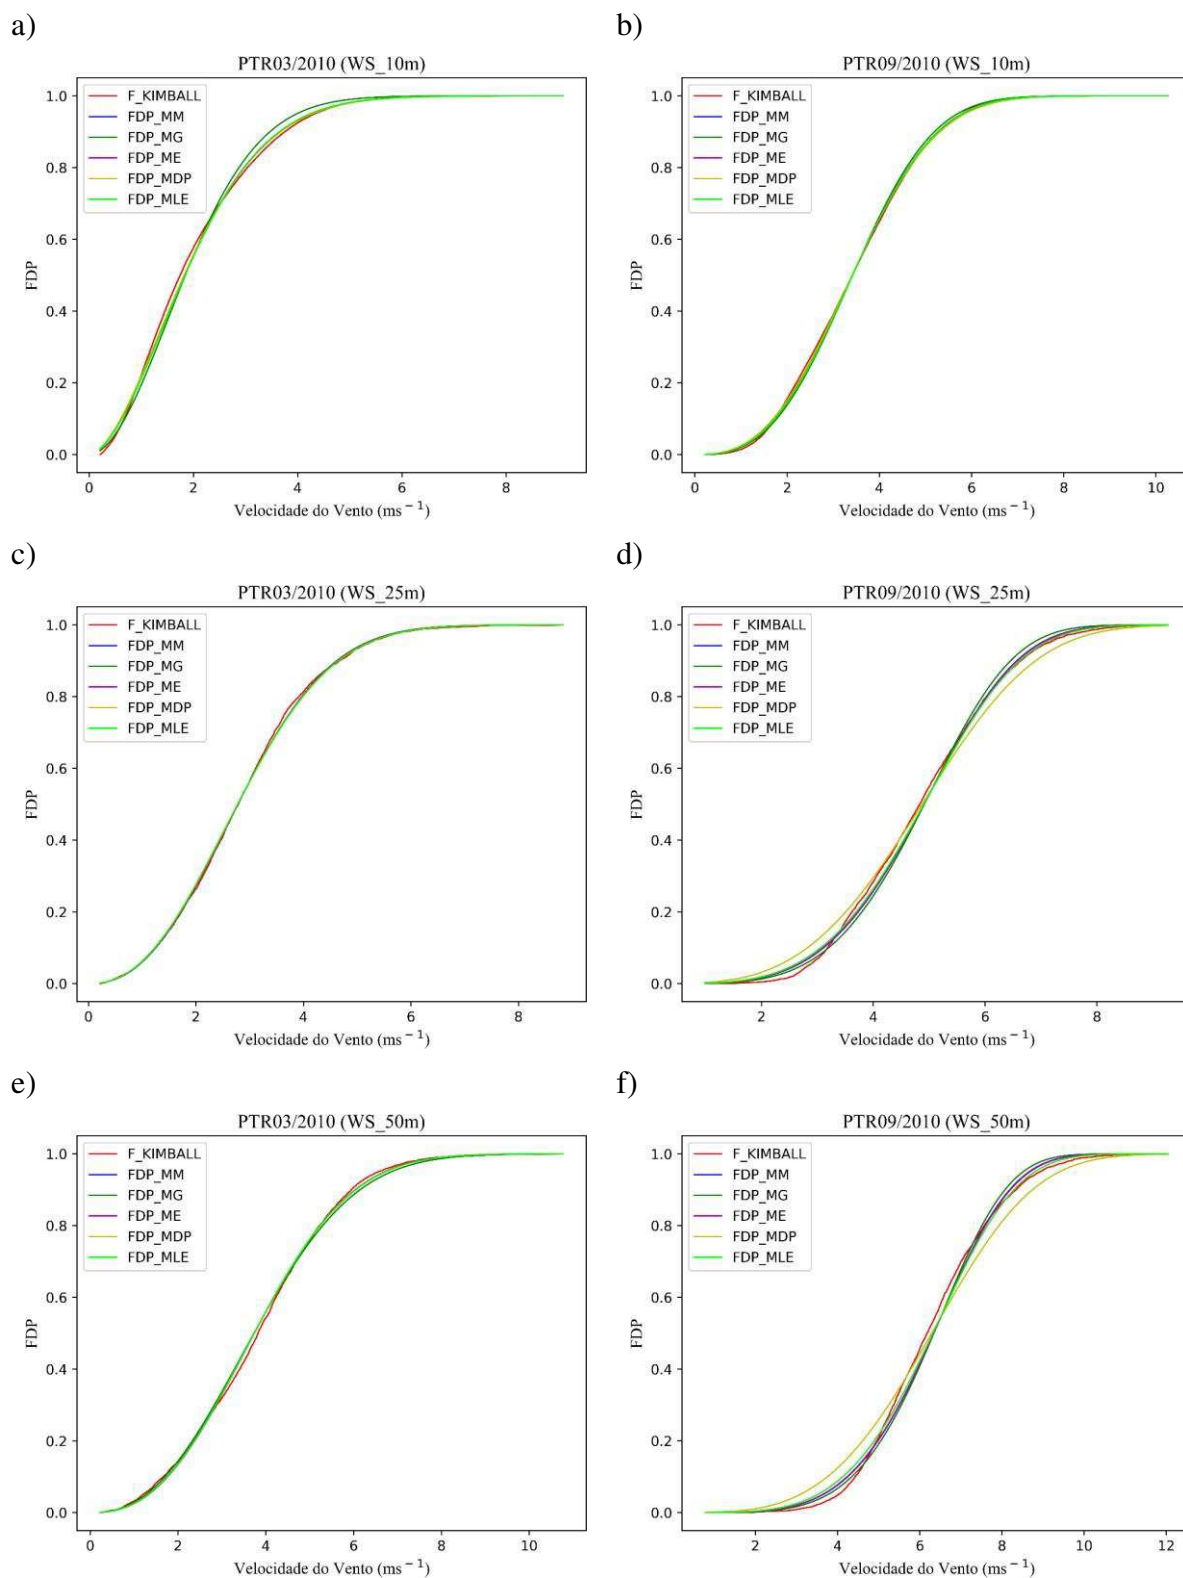 a)
PTR03/2010 (WS_10m)
1.0
0.8
0.6
0.4
0.2
0.0
FDP
F_KIMBALL
FDP_MM
FDP_MG
FDP_ME
FDP_MDP
FDP_MLE
0 2 4 6 8
Velocidade do Vento (ms⁻¹)
b)
PTR09/2010 (WS_10m)
1.0
0.8
0.6
0.4
0.2
0.0
FDP
F_KIMBALL
FDP_MM
FDP_MG
FDP_ME
FDP_MDP
FDP_MLE
0 2 4 6 8 10
Velocidade do Vento (ms⁻¹)
c)
PTR03/2010 (WS_25m)
1.0
0.8
0.6
0.4
0.2
0.0
FDP
F_KIMBALL
FDP_MM
FDP_MG
FDP_ME
FDP_MDP
FDP_MLE
0 2 4 6 8
Velocidade do Vento (ms⁻¹)
d)
PTR09/2010 (WS_25m)
1.0
0.8
0.6
0.4
0.2
0.0
FDP
F_KIMBALL
FDP_MM
FDP_MG
FDP_ME
FDP_MDP
FDP_MLE
2 4 6 8
Velocidade do Vento (ms⁻¹)
e)
PTR03/2010 (WS_50m)
1.0
0.8
0.6
0.4
0.2
0.0
FDP
F_KIMBALL
FDP_MM
FDP_MG
FDP_ME
FDP_MDP
FDP_MLE
0 2 4 6 8 10
Velocidade do Vento (ms⁻¹)
f)
PTR09/2010 (WS_50m)
1.0
0.8
0.6
0.4
0.2
0.0
FDP
F_KIMBALL
FDP_MM
FDP_MG
FDP_ME
FDP_MDP
FDP_MLE
2 4 6 8 10 12
Velocidade do Vento (ms⁻¹)